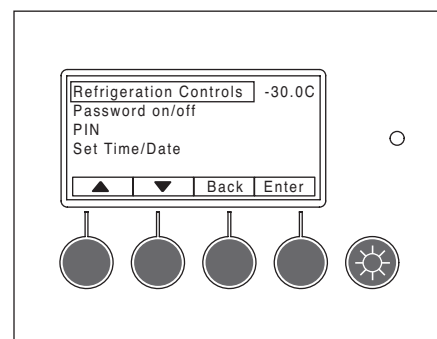 Refrigeration Controls -30.0C
Password on/off
PIN
Set Time/Date
▲ ▼ Back Enter